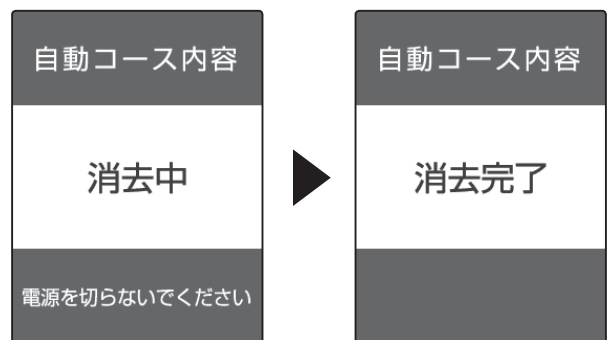 自動コース内容
消去中
電源を切らないでください
自動コース内容
消去完了